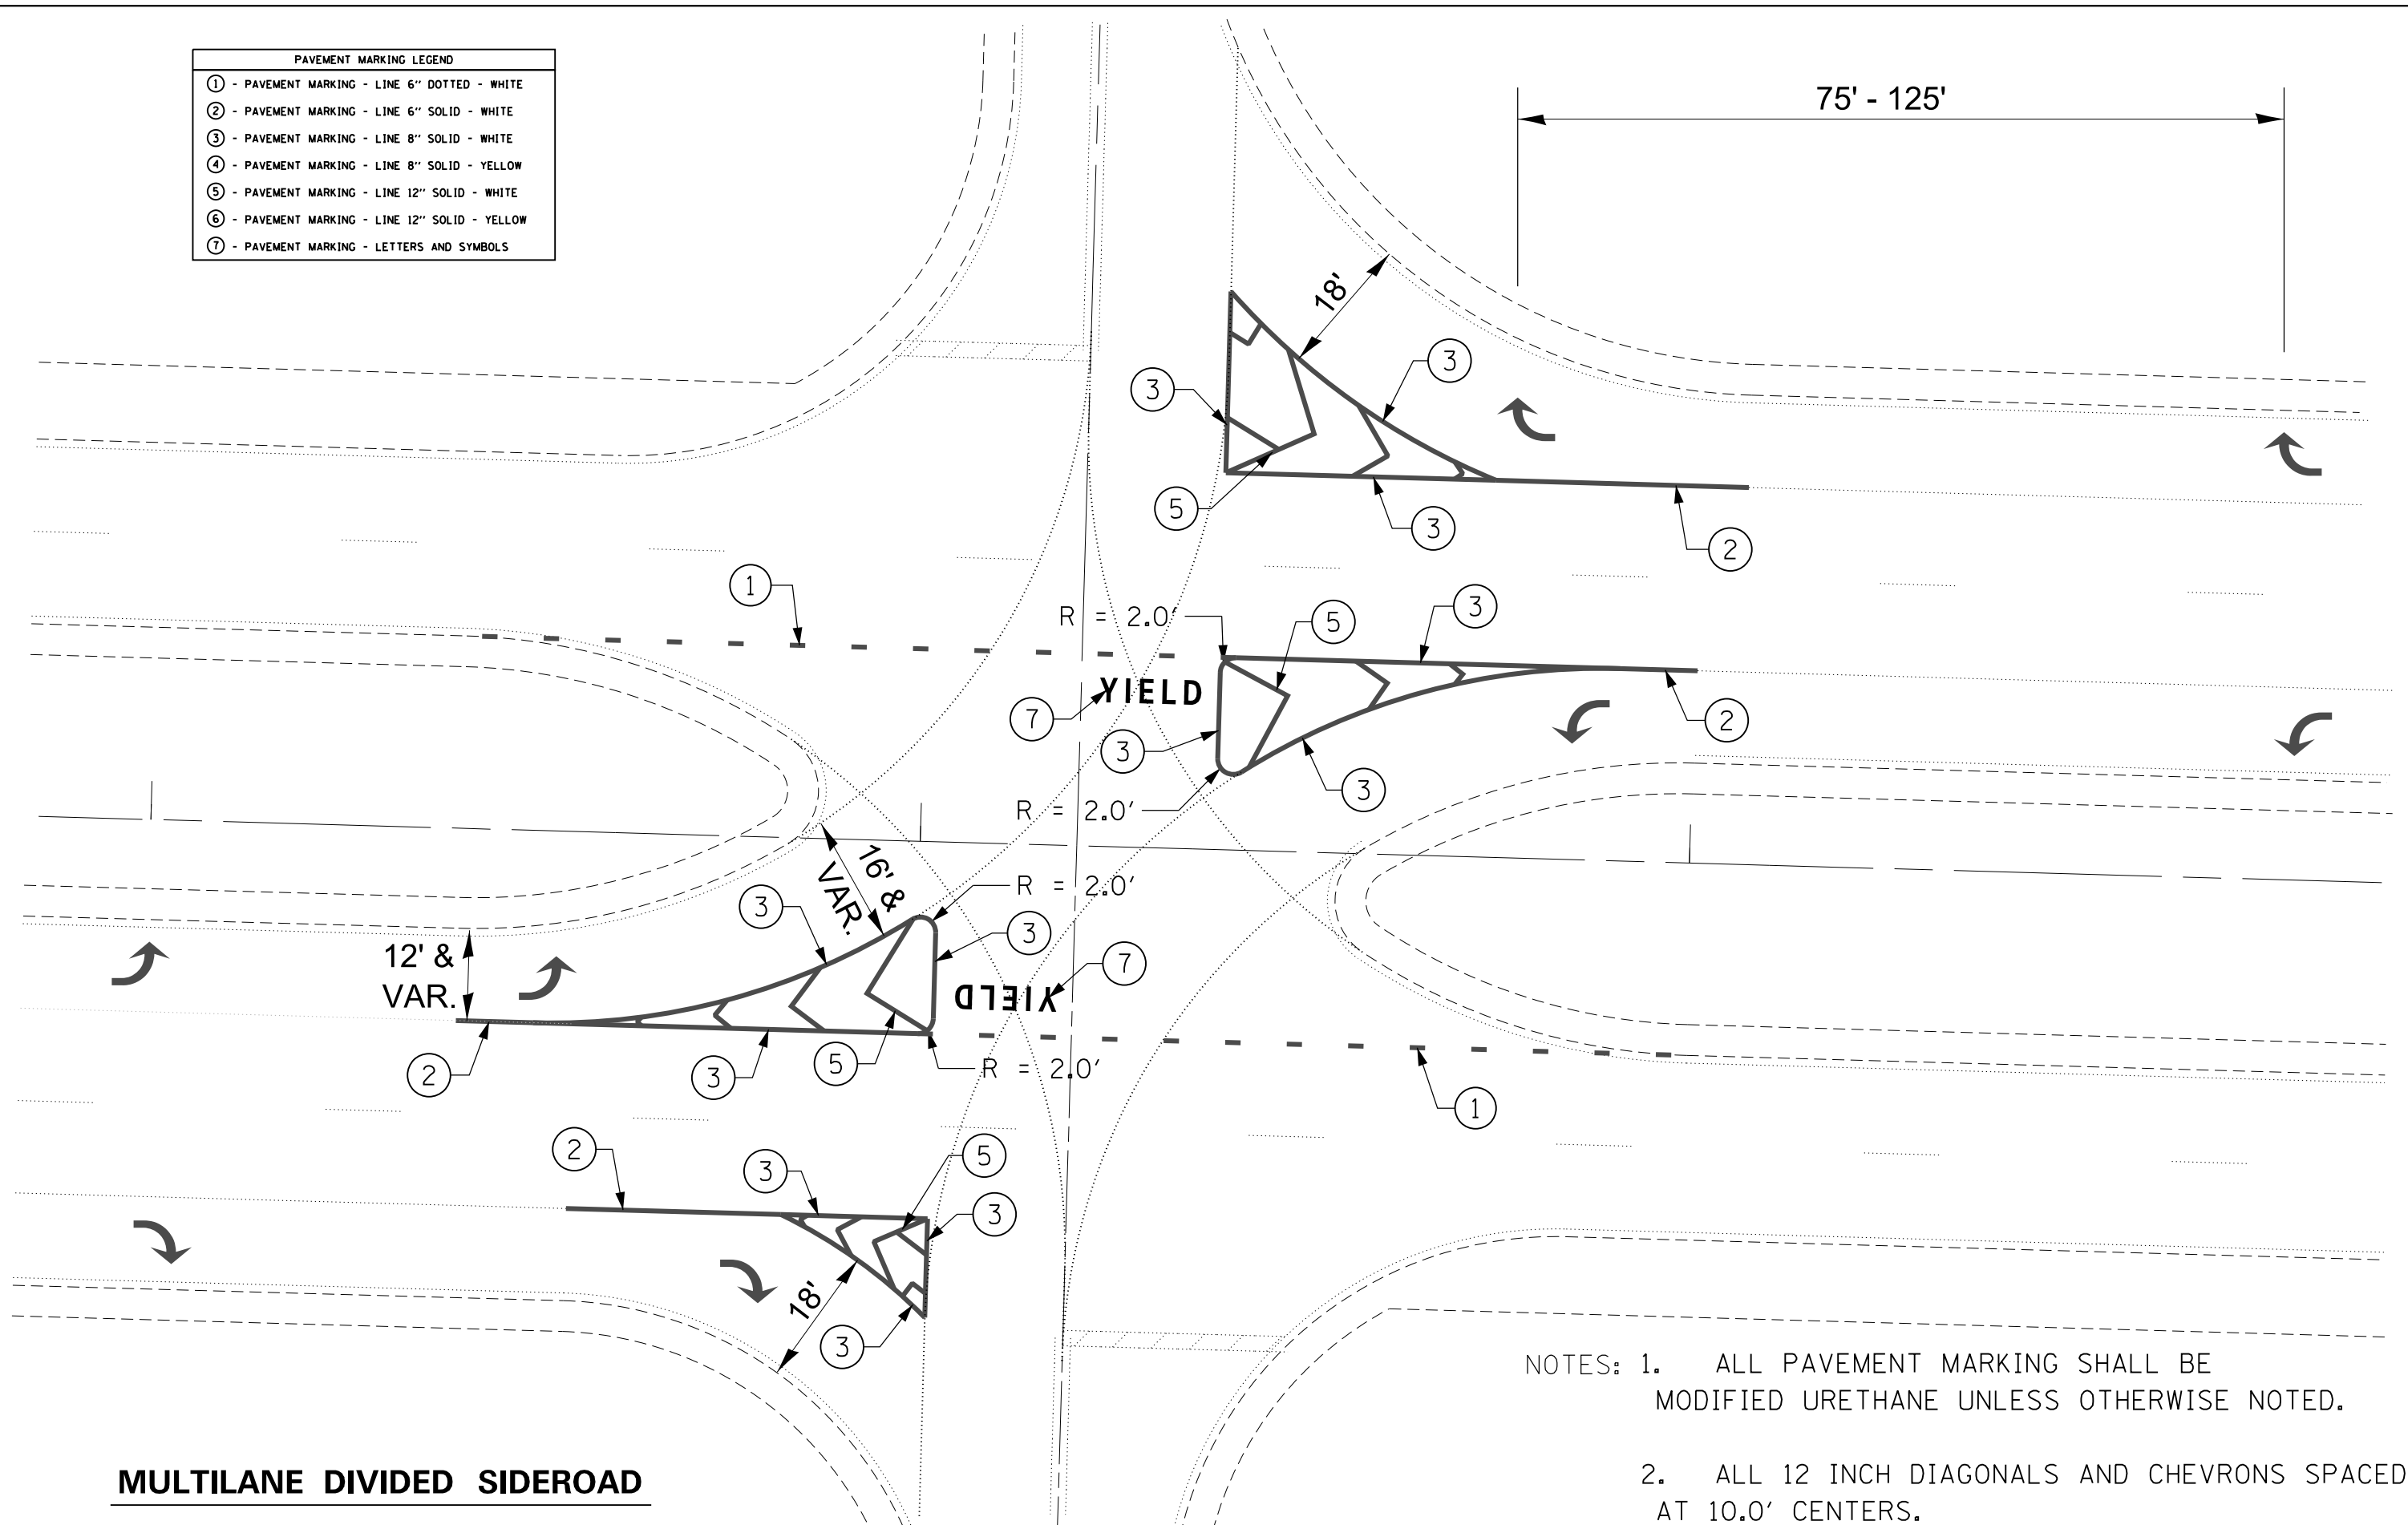 PAVEMENT MARKING LEGEND
1 - PAVEMENT MARKING - LINE 6" DOTTED - WHITE
2 - PAVEMENT MARKING - LINE 6" SOLID - WHITE
3 - PAVEMENT MARKING - LINE 8" SOLID - WHITE
4 - PAVEMENT MARKING - LINE 8" SOLID - YELLOW
5 - PAVEMENT MARKING - LINE 12" SOLID - WHITE
6 - PAVEMENT MARKING - LINE 12" SOLID - YELLOW
7 - PAVEMENT MARKING - LETTERS AND SYMBOLS
75' - 125'
18'
3
3
5
3
2
1
R = 2.0'
3
5
YIELD
7
3
2
3
R = 2.0'
16' &
VAR.
R = 2.0'
3
3
12' &
VAR.
7
YIELD
2
3
5
R = 2.0'
1
2
3
5
3
18'
3
NOTES: 1. ALL PAVEMENT MARKING SHALL BE
MODIFIED URETHANE UNLESS OTHERWISE NOTED.
2. ALL 12 INCH DIAGONALS AND CHEVRONS SPACED
AT 10.0' CENTERS.
MULTILANE DIVIDED SIDEROAD